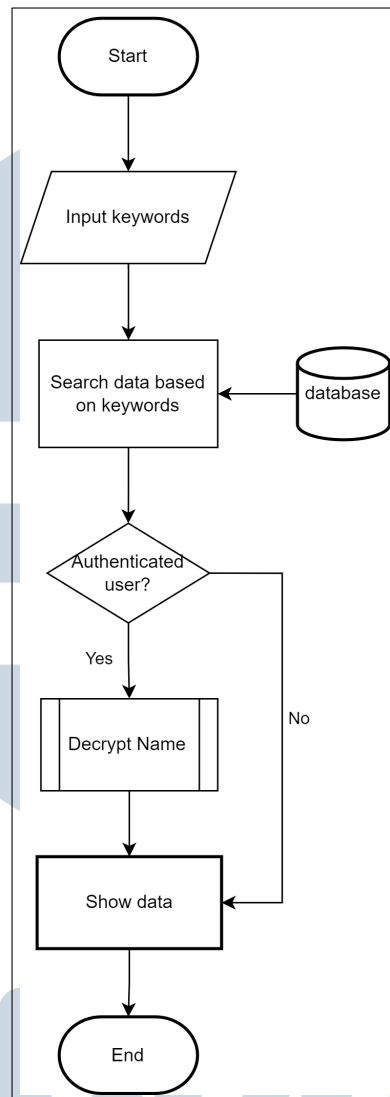 Start
Input keywords
Search data based
on keywords
database
Authenticated
user?
Yes
No
Decrypt Name
Show data
End